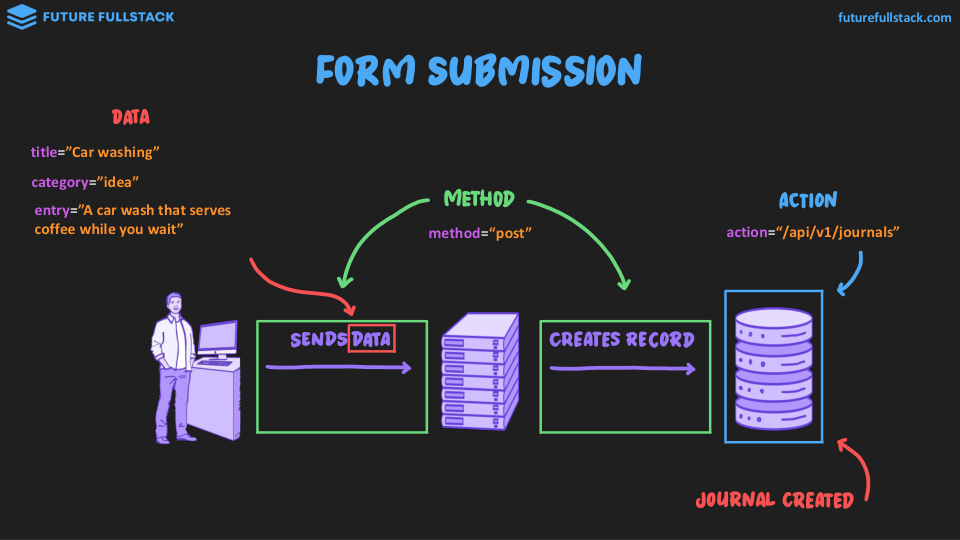 FUTURE FULLSTACK
futurefullstack.com
FORM SUBMISSION
DATA
title=”Car washing”
category=”idea”
entry=”A car wash that serves
coffee while you wait”
METHOD
method=“post”
ACTION
action=“/api/v1/journals”
SENDS DATA
CREATES RECORD
JOURNAL CREATED